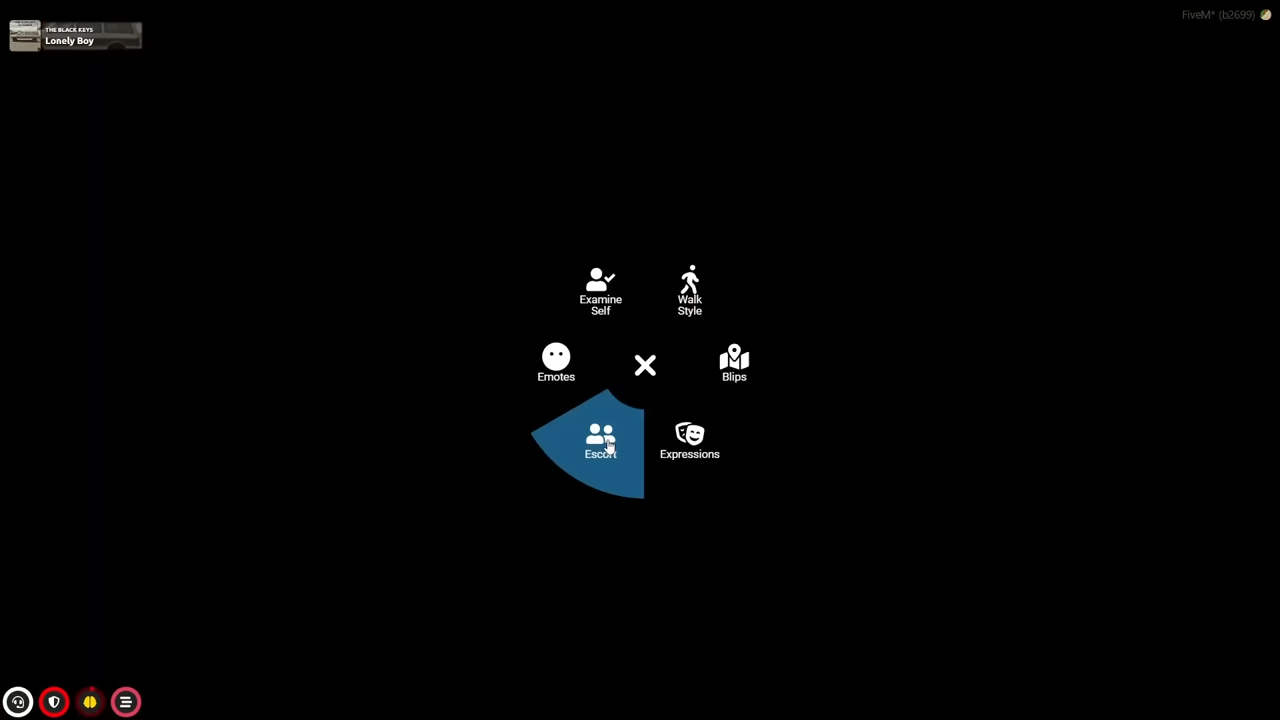 FiveM* (b2699)
THE BLACK KEYS
Lonely Boy
Examine
Self
Walk
Style
Emotes
Blips
Escort
Expressions